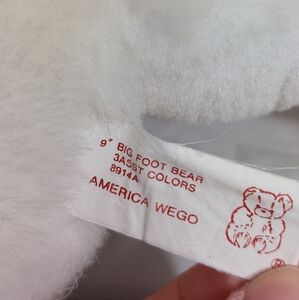 9" BIG FOOT BEAR
3ASST COLORS
8914A
AMERICA WEGO
®